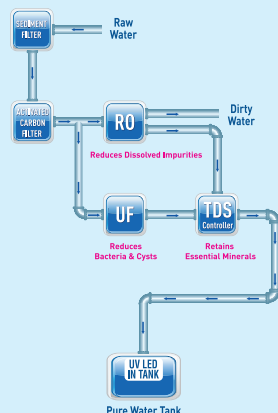 SEDIMENT
FILTER
Raw
Water
ACTIVATED
CARBON
FILTER
RO
Dirty
Water
Reduces Dissolved Impurities
UF
TDS
Controller
Reduces
Bacteria & Cysts
Retains
Essential Minerals
UV LED
IN TANK
Pure Water Tank